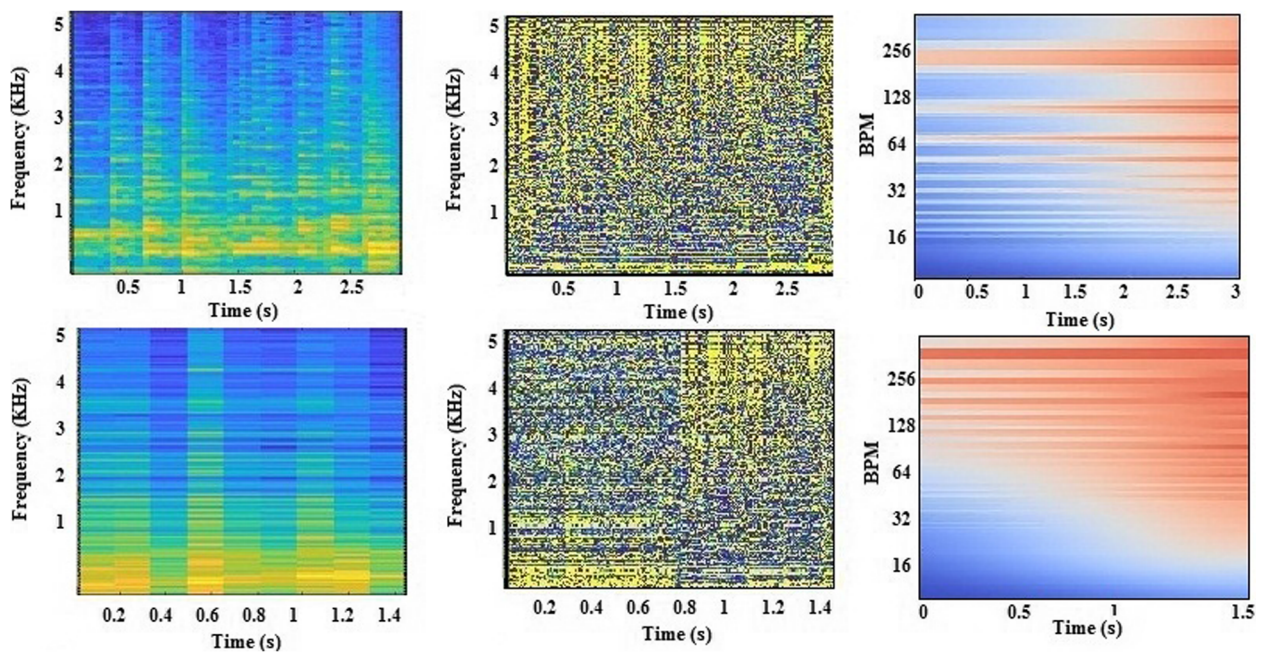 Frequency (KHz)
5
4
3
2
1
0.5 1 1.5 2 2.5
Time (s)
Frequency (KHz)
5
4
3
2
1
0.5 1 1.5 2 2.5
Time (s)
BPM
256
128
64
32
16
0 0.5 1 1.5 2 2.5 3
Time (s)
Frequency (KHz)
5
4
3
2
1
0.2 0.4 0.6 0.8 1 1.2 1.4
Time (s)
Frequency (KHz)
5
4
3
2
1
0.2 0.4 0.6 0.8 1 1.2 1.4
Time (s)
BPM
256
128
64
32
16
0 0.5 1 1.5
Time (s)